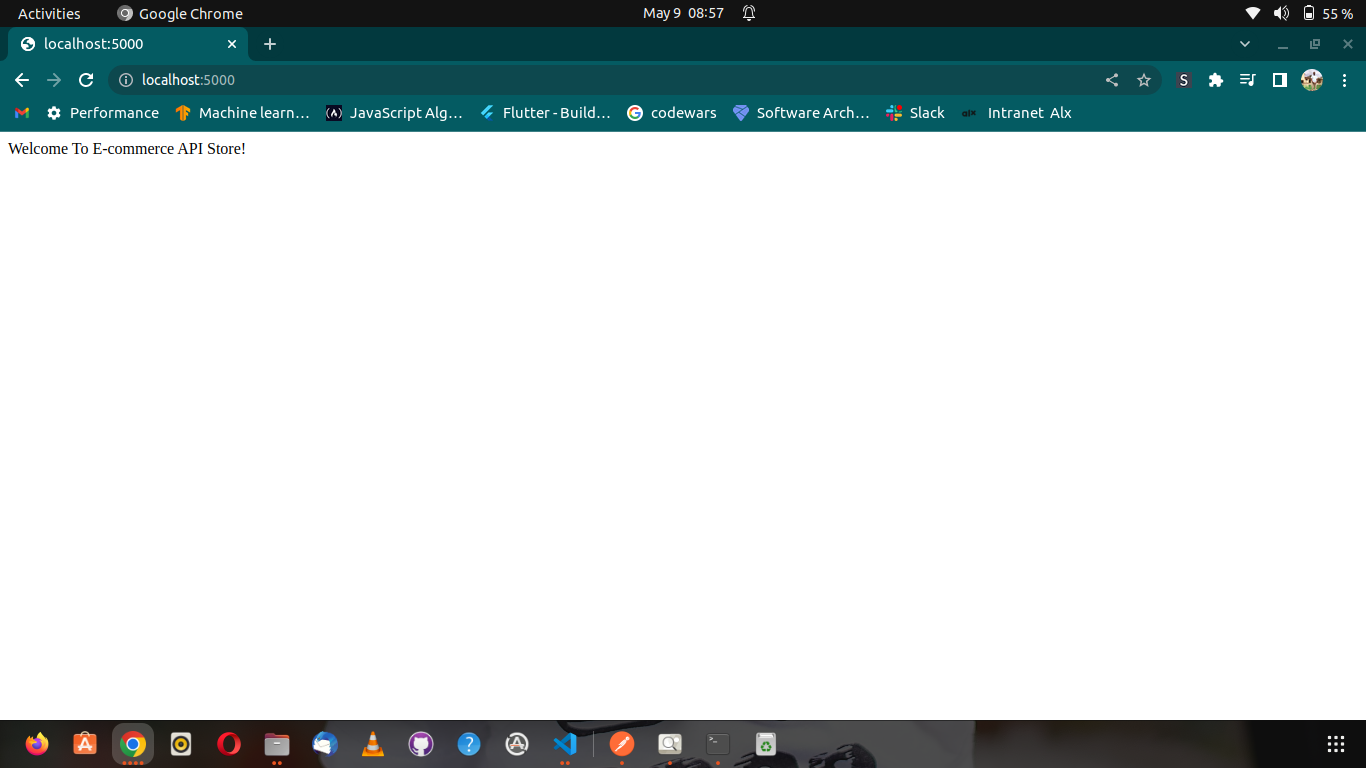 Activities Google Chrome May 9 08:57 55 %
localhost:5000
localhost:5000 S
Performance Machine learn… JavaScript Alg… Flutter - Build… codewars Software Arch… Slack alx Intranet Alx
Welcome To E-commerce API Store!